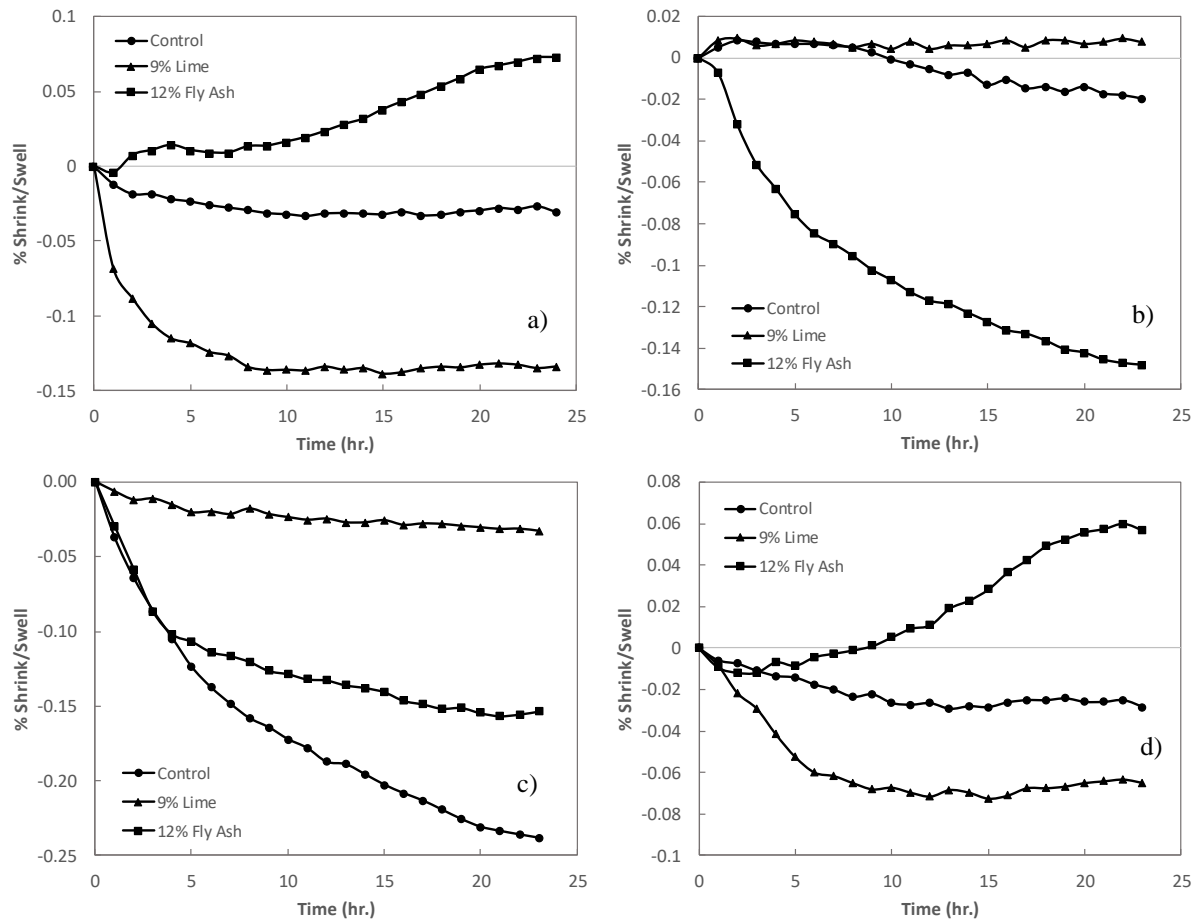 0.1
0.05
0
-0.05
-0.1
-0.15
% Shrink/Swell
Control
9% Lime
12% Fly Ash
a)
0 5 10 15 20 25
Time (hr.)
0.02
0
-0.02
-0.04
-0.06
-0.08
-0.1
-0.12
-0.14
-0.16
% Shrink/Swell
Control
9% Lime
12% Fly Ash
b)
0 5 10 15 20 25
Time (hr.)
0.00
-0.05
-0.10
-0.15
-0.20
-0.25
% Shrink/Swell
Control
9% Lime
12% Fly Ash
c)
0 5 10 15 20 25
Time (hr.)
0.08
0.06
0.04
0.02
0
-0.02
-0.04
-0.06
-0.08
-0.1
% Shrink/Swell
Control
9% Lime
12% Fly Ash
d)
0 5 10 15 20 25
Time (hr.)